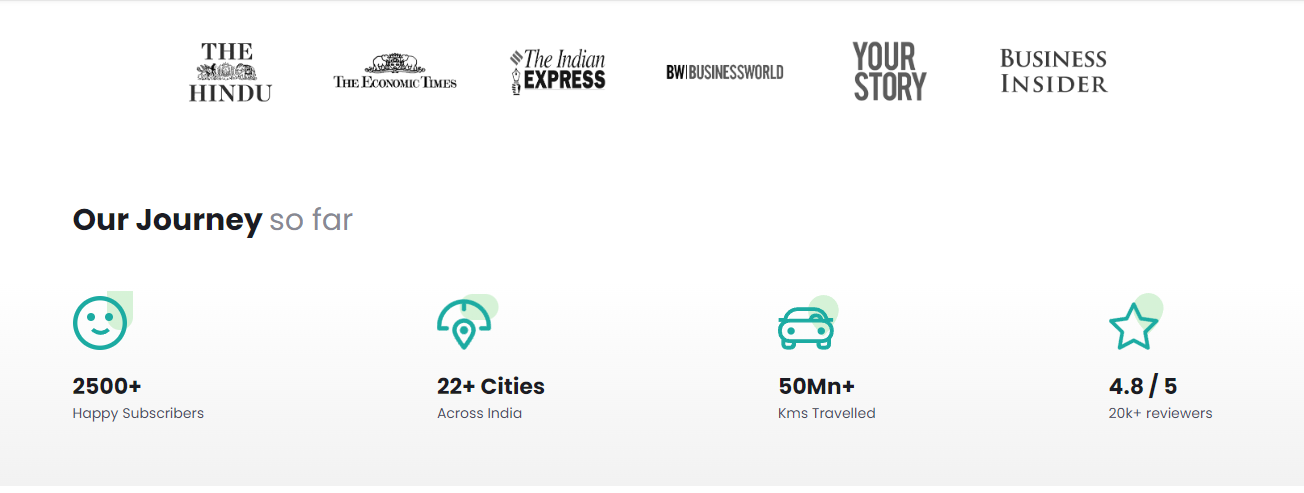 THE
HINDU
THE ECONOMIC TIMES
The Indian
EXPRESS
BW|BUSINESSWORLD
YOUR
STORY
BUSINESS
INSIDER
Our Journey so far
2500+
Happy Subscribers
22+ Cities
Across India
50Mn+
Kms Travelled
4.8 / 5
20k+ reviewers